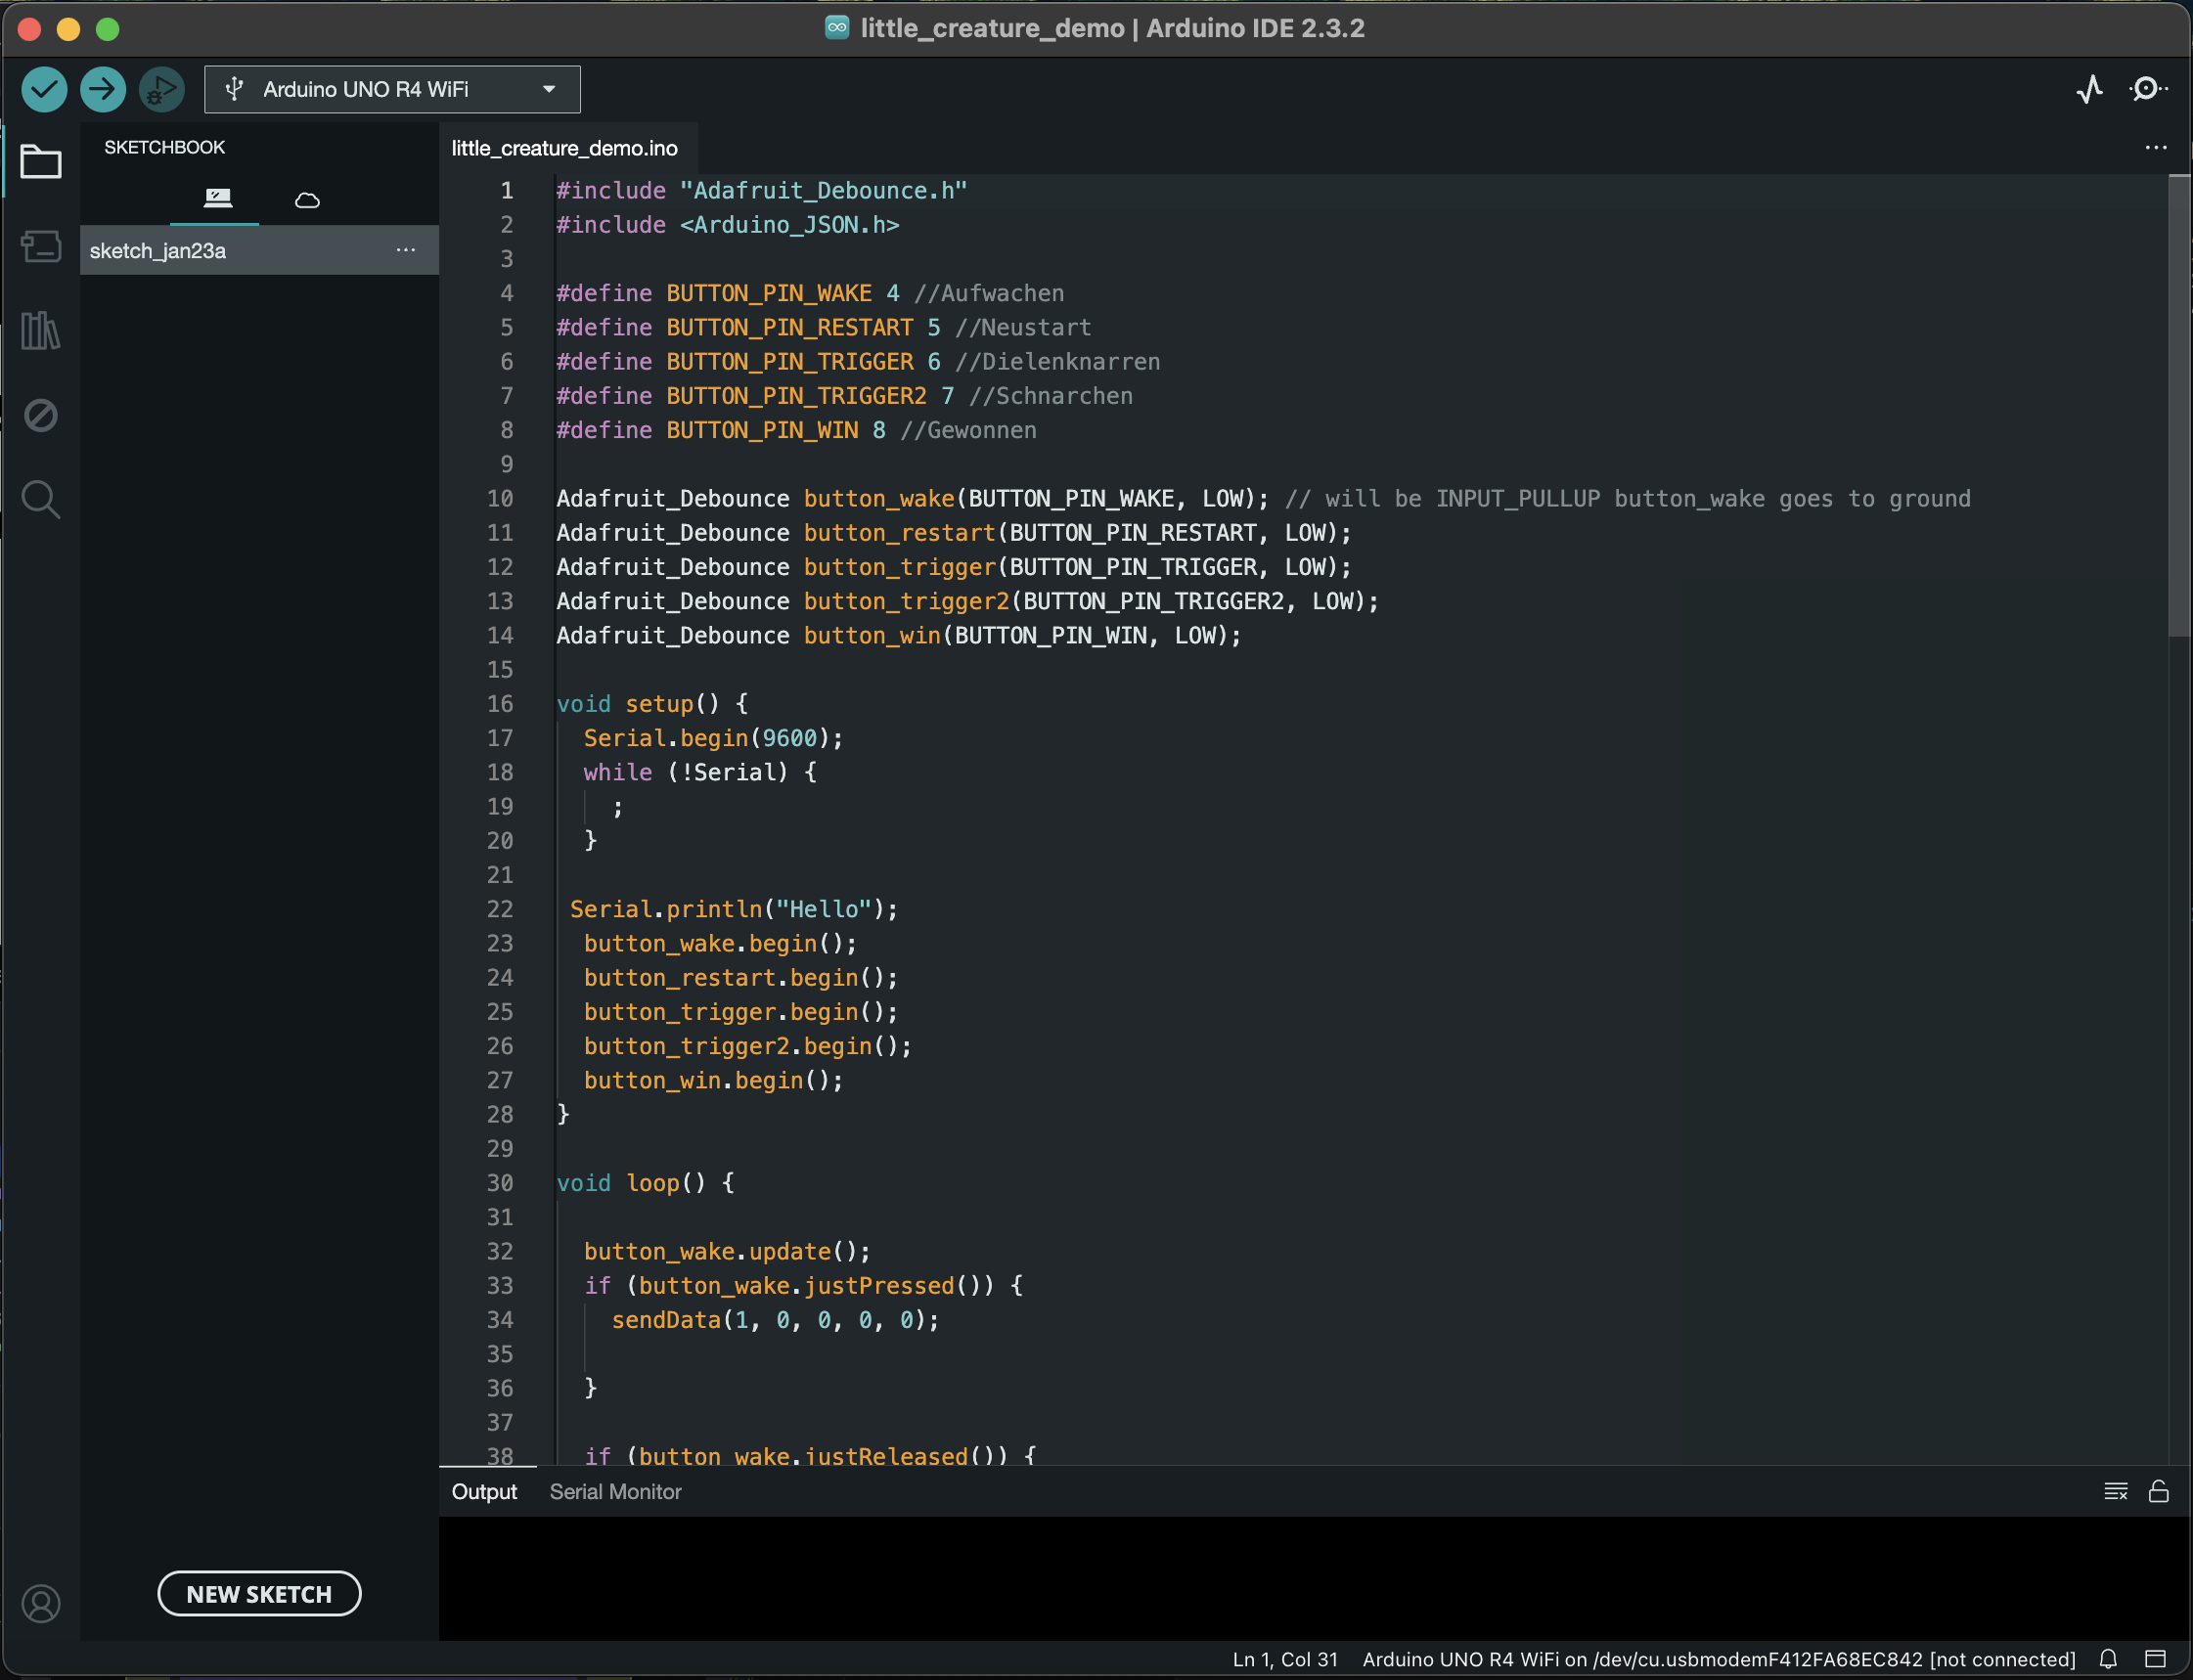 little_creature_demo | Arduino IDE 2.3.2
Arduino UNO R4 WiFi
SKETCHBOOK
sketch_jan23a
NEW SKETCH
little_creature_demo.ino
1 #include "Adafruit_Debounce.h"
2 #include <Arduino_JSON.h>
3
4 #define BUTTON_PIN_WAKE 4 //Aufwachen
5 #define BUTTON_PIN_RESTART 5 //Neustart
6 #define BUTTON_PIN_TRIGGER 6 //Dielenknarren
7 #define BUTTON_PIN_TRIGGER2 7 //Schnarchen
8 #define BUTTON_PIN_WIN 8 //Gewonnen
9
10 Adafruit_Debounce button_wake(BUTTON_PIN_WAKE, LOW); // will be INPUT_PULLUP button_wake goes to ground
11 Adafruit_Debounce button_restart(BUTTON_PIN_RESTART, LOW);
12 Adafruit_Debounce button_trigger(BUTTON_PIN_TRIGGER, LOW);
13 Adafruit_Debounce button_trigger2(BUTTON_PIN_TRIGGER2, LOW);
14 Adafruit_Debounce button_win(BUTTON_PIN_WIN, LOW);
15
16 void setup() {
17 Serial.begin(9600);
18 while (!Serial) {
19 ;
20 }
21
22 Serial.println("Hello");
23 button_wake.begin();
24 button_restart.begin();
25 button_trigger.begin();
26 button_trigger2.begin();
27 button_win.begin();
28 }
29
30 void loop() {
31
32 button_wake.update();
33 if (button_wake.justPressed()) {
34 sendData(1, 0, 0, 0, 0);
35
36 }
37
38 if (button_wake.justReleased()) {
Output Serial Monitor
Ln 1, Col 31 Arduino UNO R4 WiFi on /dev/cu.usbmodemF412FA68EC842 [not connected]